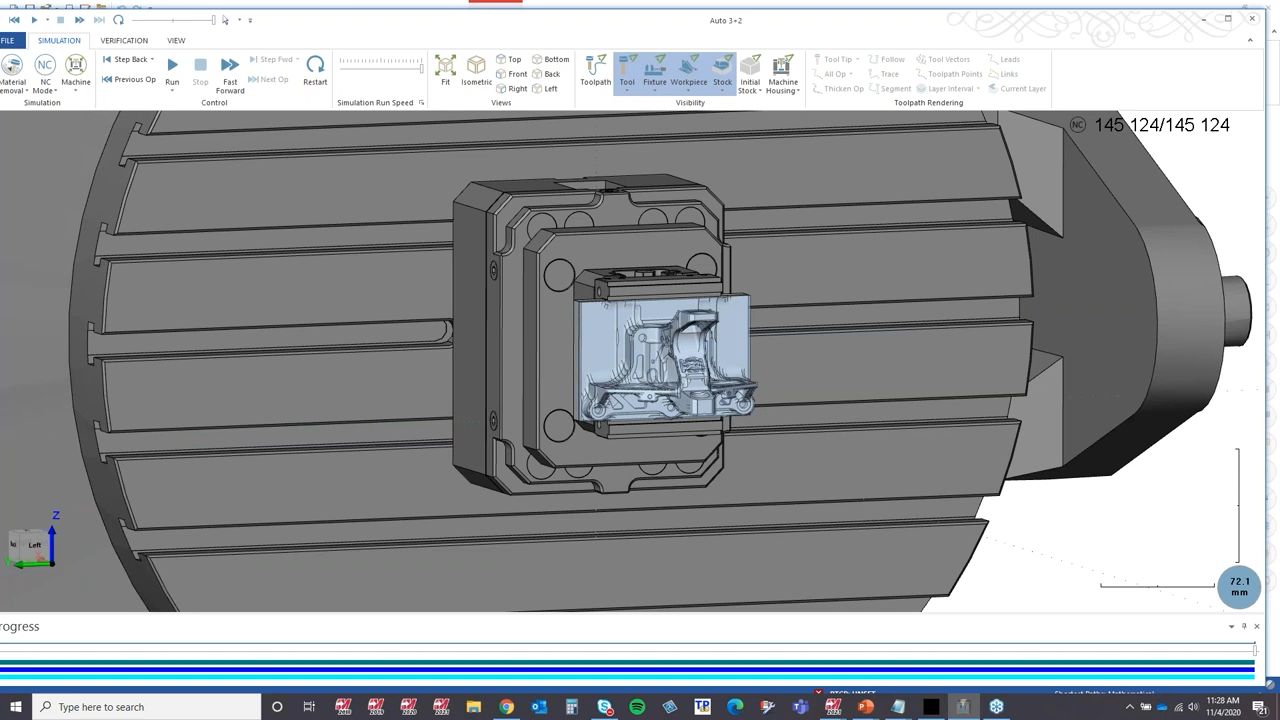 Auto 3+2
FILE SIMULATION VERIFICATION VIEW
Step Back Step Fwd Top Bottom Tool Tip Follow Tool Vectors Leads
Previous Op Next Op Front Back All Op Trace Toolpath Points Links
Right Left Thicken Op Segment Layer Interval Current Layer
Material Removal NC Mode Machine Run Stop Fast Forward Restart Fit Isometric Toolpath Tool Fixture Workpiece Stock Initial Stock Machine Housing
Simulation Control Simulation Run Speed Views Visibility Toolpath Rendering
NC 145 124/145 124
Z
Left
72.1 mm
rogress
Type here to search
11:28 AM
11/4/2020